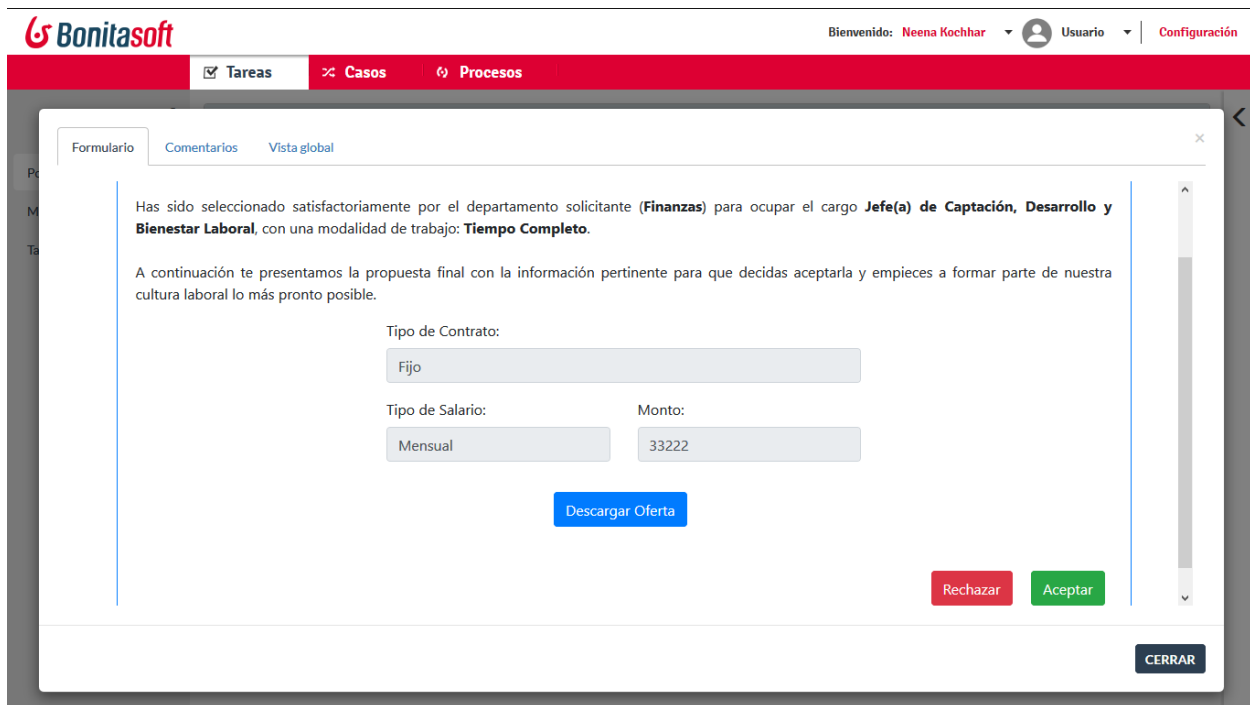 Bonitasoft
Bienvenido: Neena Kochhar Usuario Configuración
Tareas Casos Procesos
Formulario Comentarios Vista global ×
Po
M
Ta
Has sido seleccionado satisfactoriamente por el departamento solicitante (Finanzas) para ocupar el cargo Jefe(a) de Captación, Desarrollo y
Bienestar Laboral, con una modalidad de trabajo: Tiempo Completo.
A continuación te presentamos la propuesta final con la información pertinente para que decidas aceptarla y empieces a formar parte de nuestra
cultura laboral lo más pronto posible.
Tipo de Contrato:
Fijo
Tipo de Salario: Monto:
Mensual 33222
Descargar Oferta
Rechazar Aceptar
CERRAR